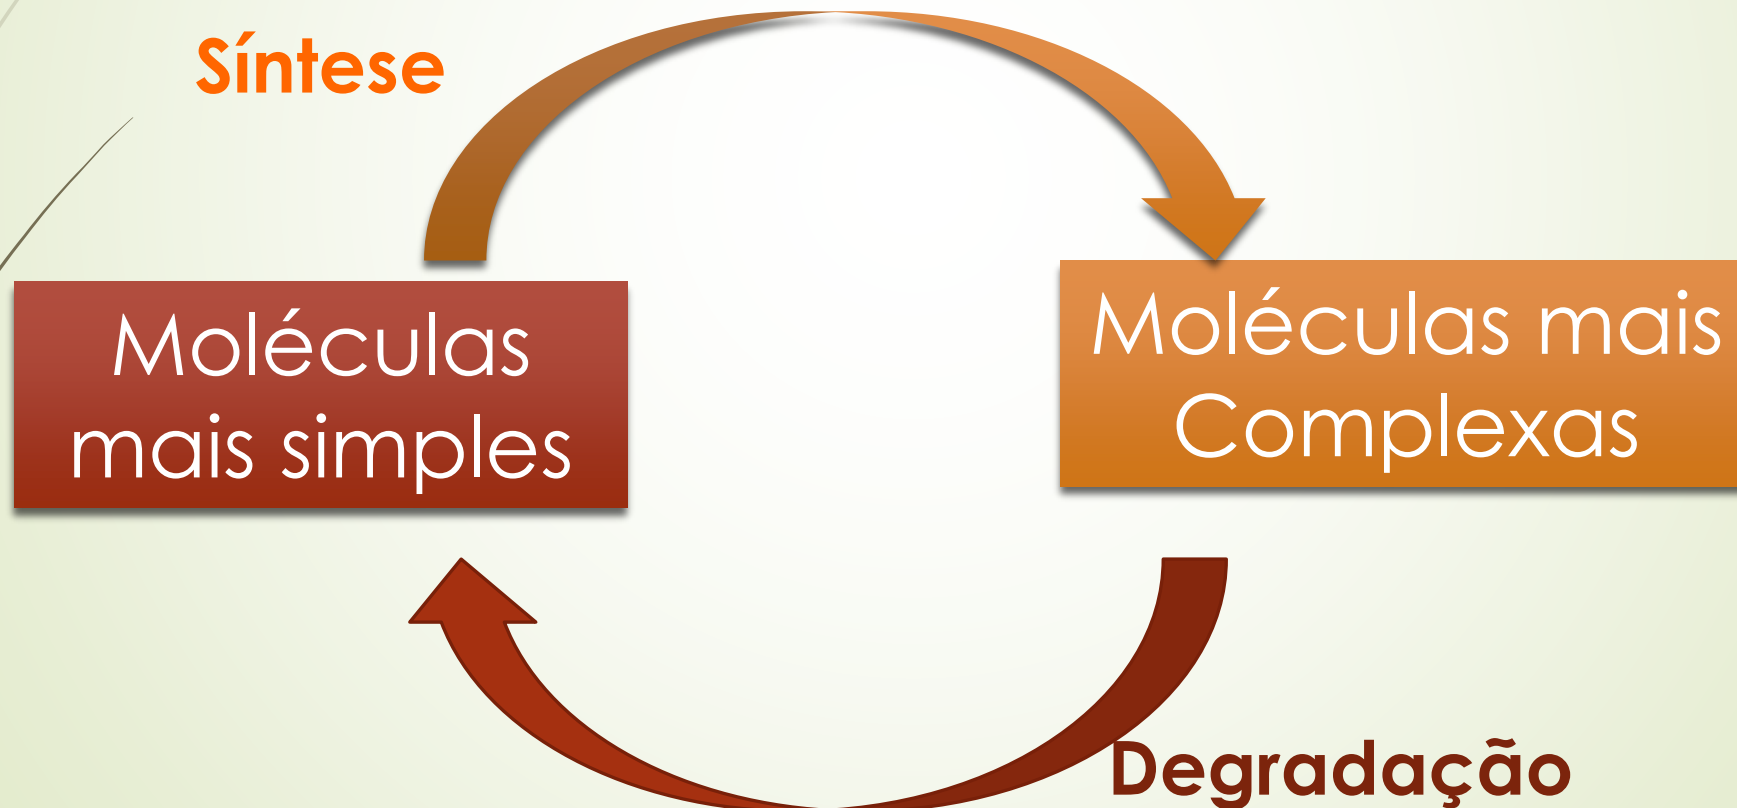 Síntese
Moléculas
mais simples
Moléculas mais
Complexas
Degradação